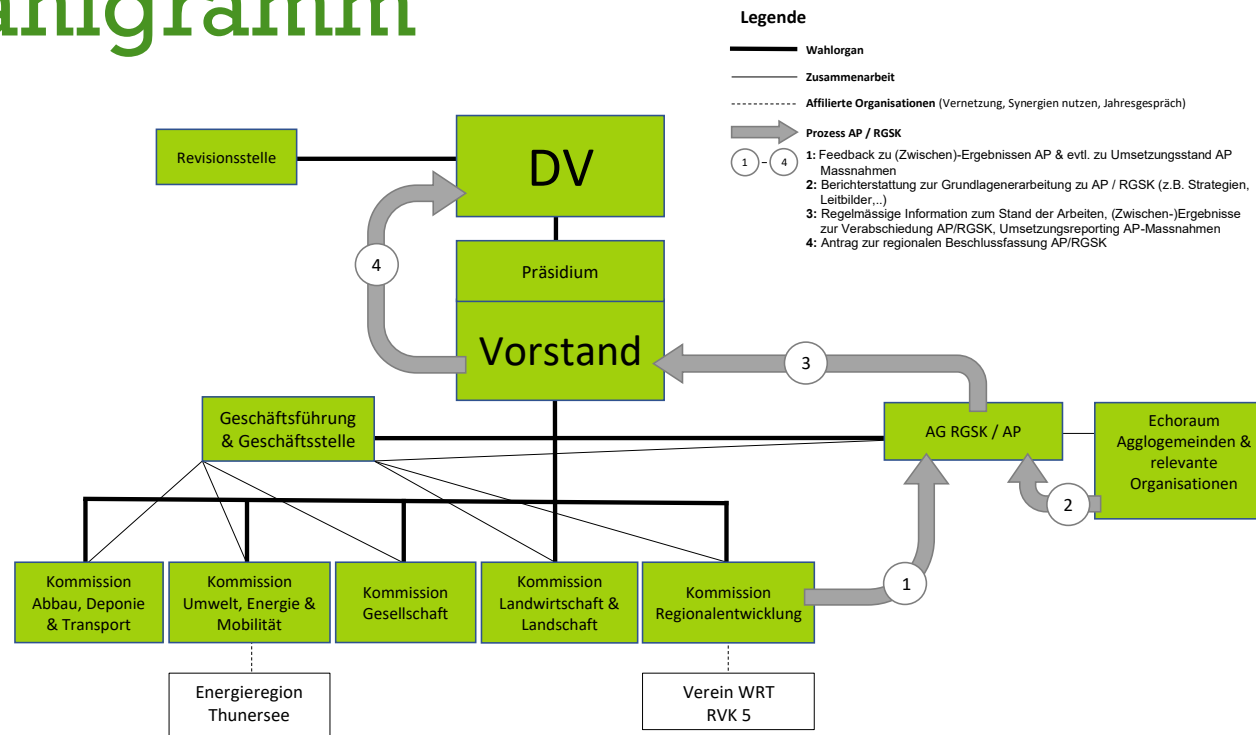 anigramm
Legende
Wahlorgan
Zusammenarbeit
Affilierte Organisationen (Vernetzung, Synergien nutzen, Jahresgespräch)
Prozess AP / RGSK
1 - 4
1: Feedback zu (Zwischen)-Ergebnissen AP & evtl. zu Umsetzungsstand AP
Massnahmen
2: Berichterstattung zur Grundlagenerarbeitung zu AP / RGSK (z.B. Strategien,
Leitbilder,..)
3: Regelmässige Information zum Stand der Arbeiten, (Zwischen-)Ergebnisse
zur Verabschiedung AP/RGSK, Umsetzungsreporting AP-Massnahmen
4: Antrag zur regionalen Beschlussfassung AP/RGSK
Revisionsstelle
DV
4
Präsidium
Vorstand
3
Geschäftsführung
& Geschäftsstelle
AG RGSK / AP
Echoraum
Agglogemeinden &
relevante
Organisationen
2
1
Kommission
Abbau, Deponie
& Transport
Kommission
Umwelt, Energie &
Mobilität
Kommission
Gesellschaft
Kommission
Landwirtschaft &
Landschaft
Kommission
Regionalentwicklung
Energieregion
Thunersee
Verein WRT
RVK 5